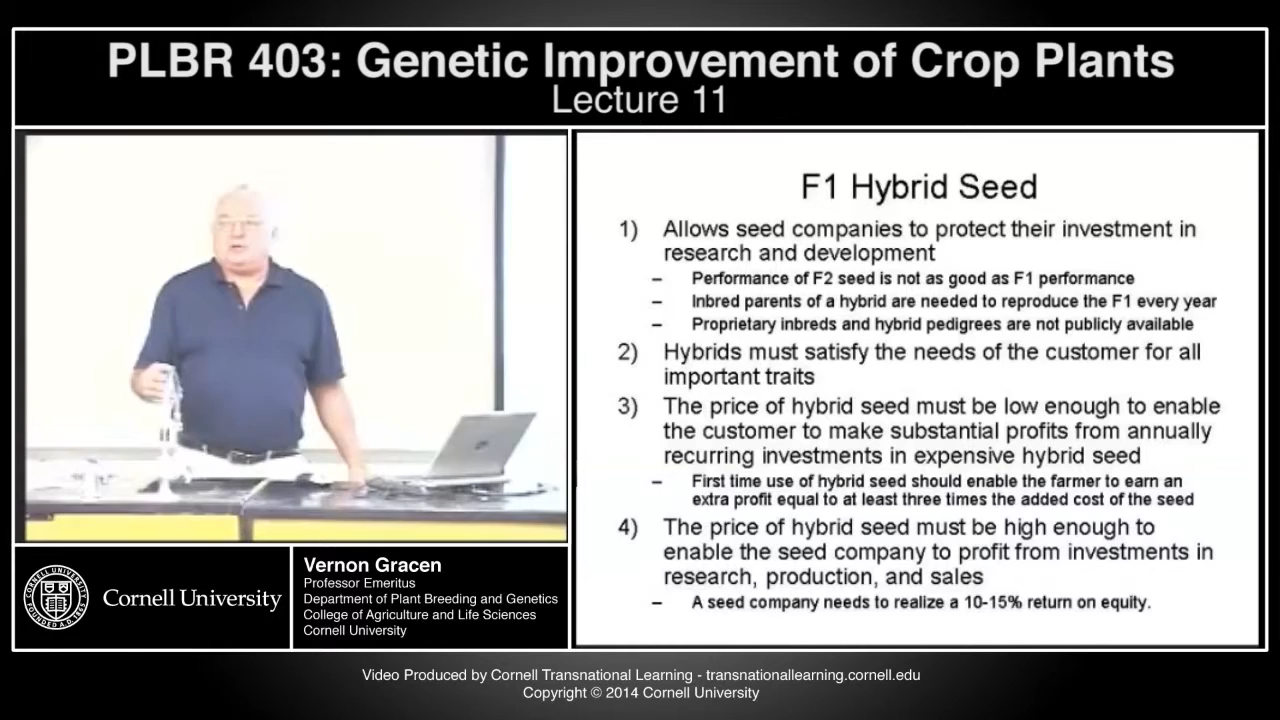 PLBR 403: Genetic Improvement of Crop Plants
Lecture 11
F1 Hybrid Seed
1) Allows seed companies to protect their investment in
research and development
– Performance of F2 seed is not as good as F1 performance
– Inbred parents of a hybrid are needed to reproduce the F1 every year
– Proprietary inbreds and hybrid pedigrees are not publicly available
2) Hybrids must satisfy the needs of the customer for all
important traits
3) The price of hybrid seed must be low enough to enable
the customer to make substantial profits from annually
recurring investments in expensive hybrid seed
– First time use of hybrid seed should enable the farmer to earn an
extra profit equal to at least three times the added cost of the seed
4) The price of hybrid seed must be high enough to
enable the seed company to profit from investments in
research, production, and sales
– A seed company needs to realize a 10-15% return on equity.
Cornell University
Vernon Gracen
Professor Emeritus
Department of Plant Breeding and Genetics
College of Agriculture and Life Sciences
Cornell University
Video Produced by Cornell Transnational Learning - transnationallearning.cornell.edu
Copyright © 2014 Cornell University